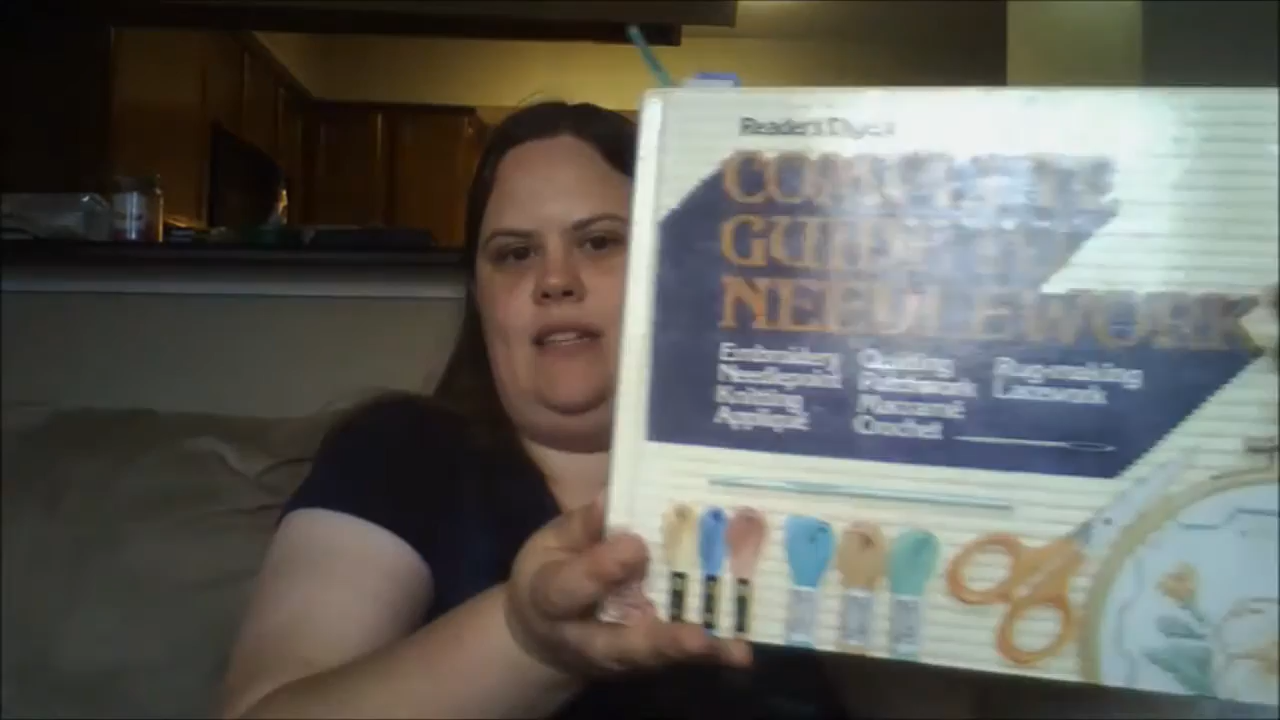 Reader's Digest
COMPLETE
GUIDE TO
NEEDLEWORK
Embroidery Quilting Rug-making
Needlepoint Patchwork Lacework
Knitting Macramé
Appliqué Crochet